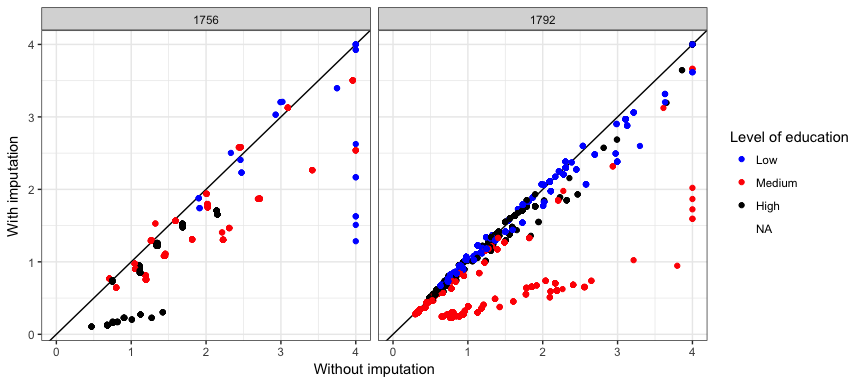 1756
1792
With imputation
4
3
2
1
0
0
1
2
3
4
0
1
2
3
4
Without imputation
Level of education
Low
Medium
High
NA